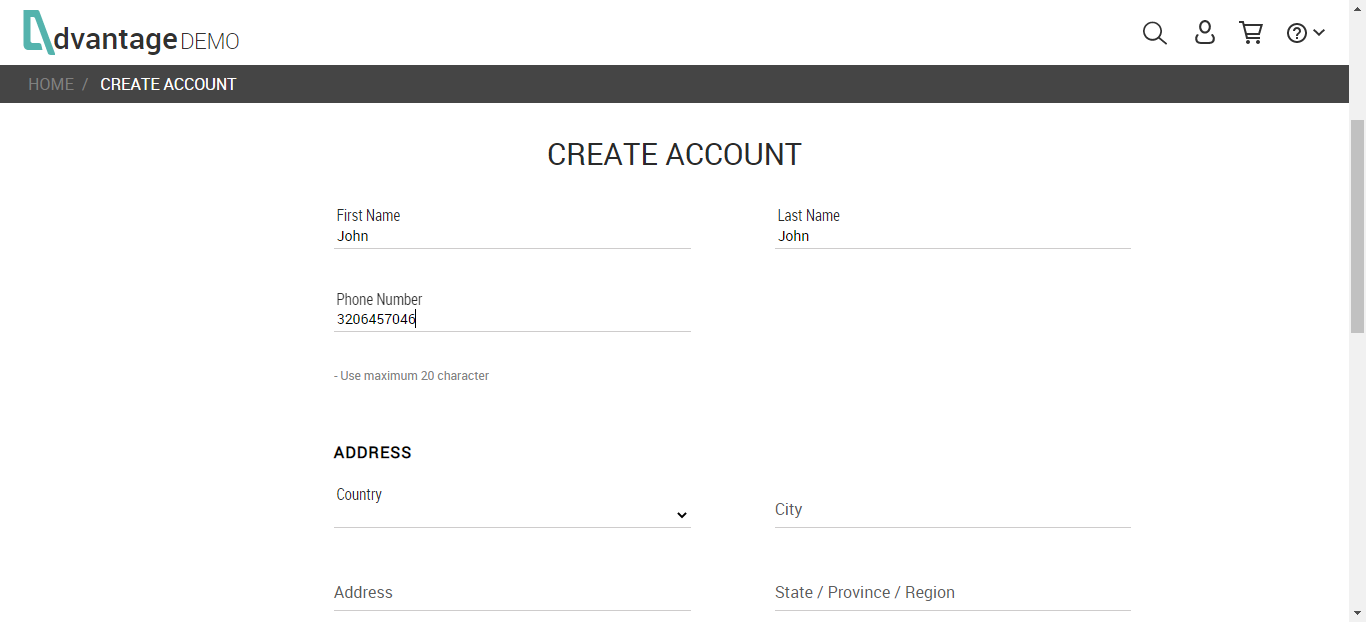 dvantage DEMO
HOME / CREATE ACCOUNT
CREATE ACCOUNT
First Name
John
Last Name
John
Phone Number
3206457046
- Use maximum 20 character
ADDRESS
Country
City
Address
State / Province / Region